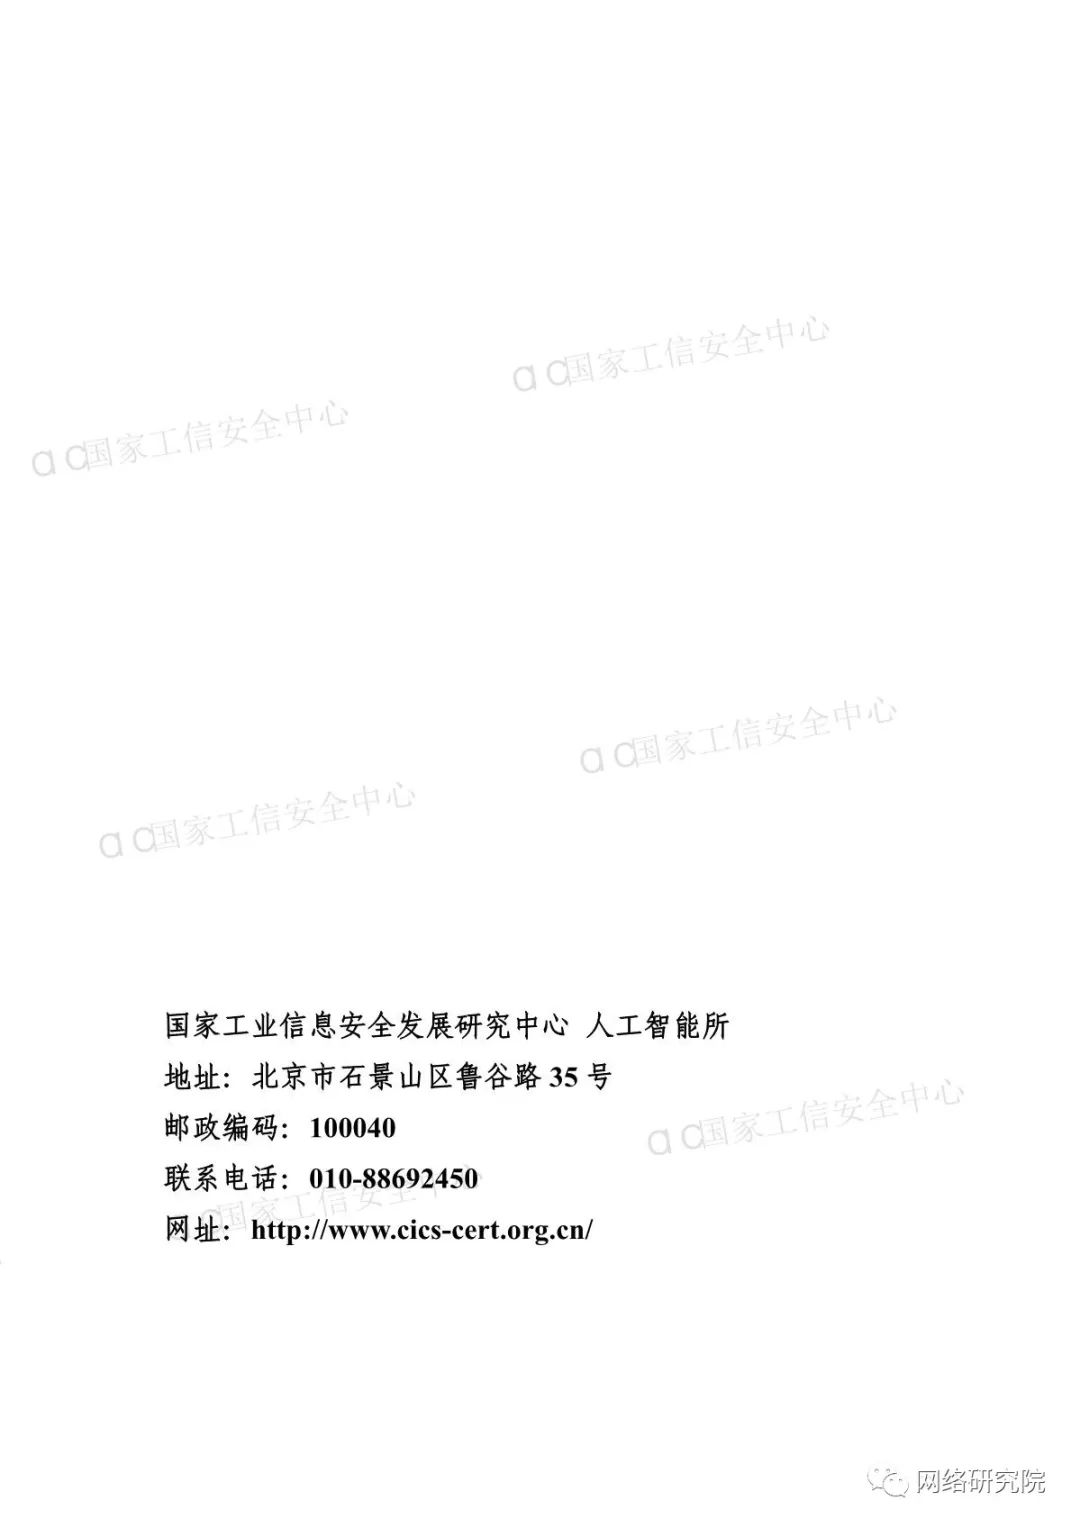 国家工信安全中心
国家工信安全中心
国家工信安全中心
国家工信安全中心
国家工业信息安全发展研究中心 人工智能所
地址：北京市石景山区鲁谷路 35 号
邮政编码：100040
国家工信安全中心
联系电话：010-88692450
国家工信安全中心
网址：http://www.cics-cert.org.cn/
网络研究院